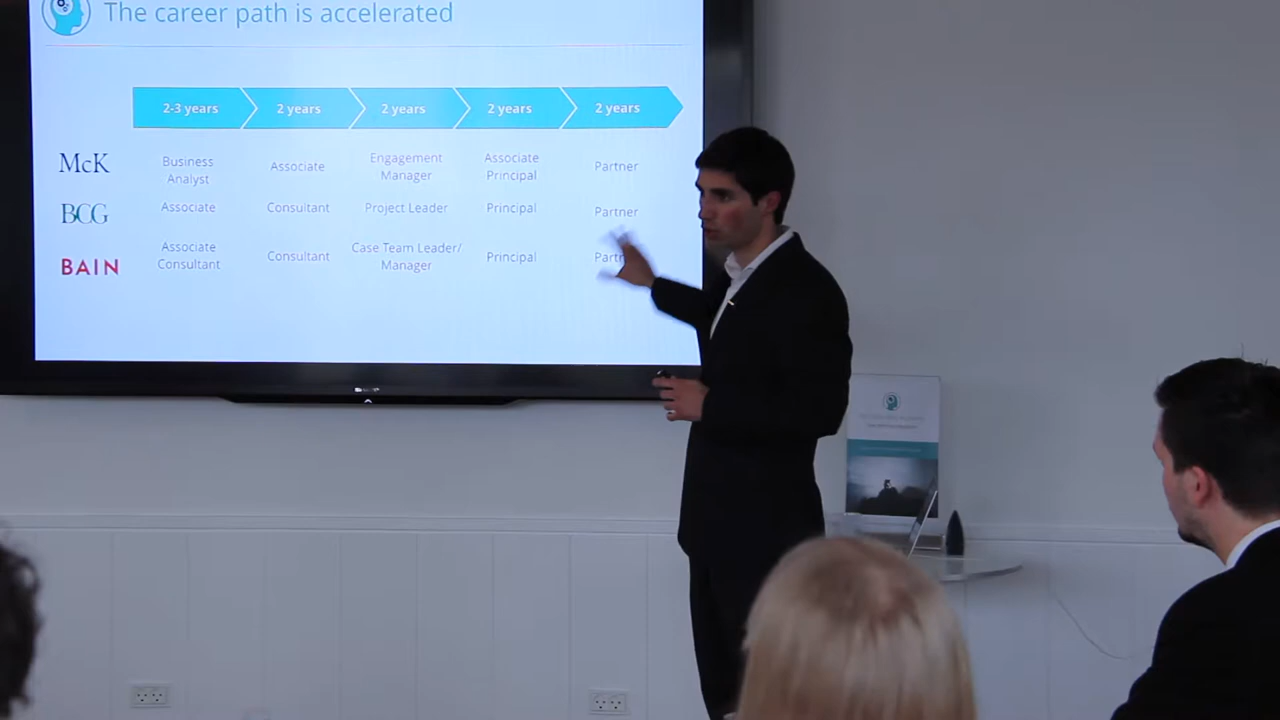 The career path is accelerated
2-3 years 2 years 2 years 2 years 2 years
McK Business Analyst Associate Engagement Manager Associate Principal Partner
BCG Associate Consultant Project Leader Principal Partner
BAIN Associate Consultant Consultant Case Team Leader/ Manager Principal Part